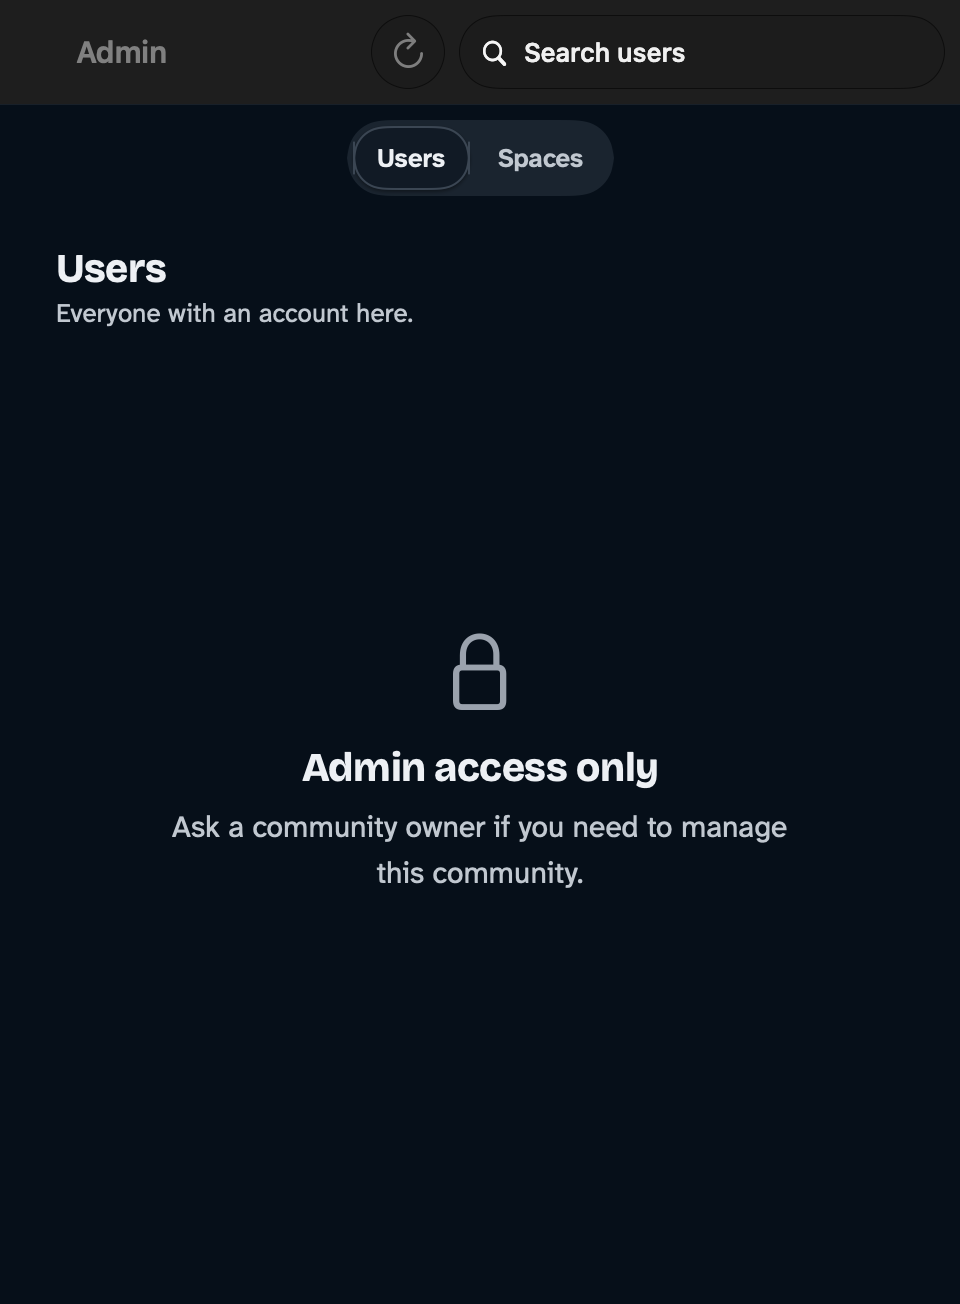 Admin
Search users
Users
Spaces
Users
Everyone with an account here.
Admin access only
Ask a community owner if you need to manage
this community.